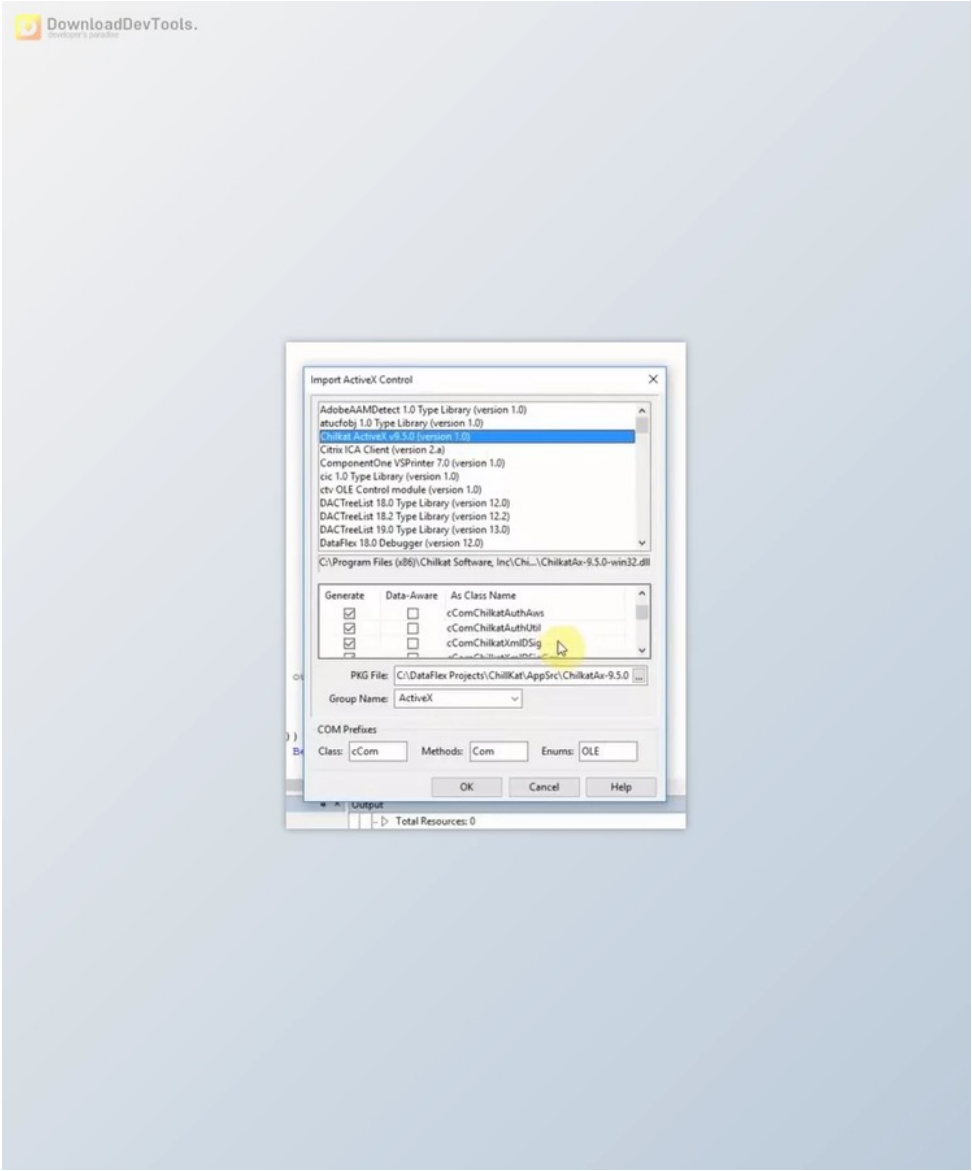 DownloadDevTools.
developer's paradise
Import ActiveX Control
AdobeAAMDetect 1.0 Type Library (version 1.0)
atucfobj 1.0 Type Library (version 1.0)
Chilkat ActiveX v9.5.0 (version 1.0)
Citrix ICA Client (version 2.a)
ComponentOne VSPrinter 7.0 (version 1.0)
cic 1.0 Type Library (version 1.0)
ctv OLE Control module (version 1.0)
DACTreeList 18.0 Type Library (version 12.0)
DACTreeList 18.2 Type Library (version 12.2)
DACTreeList 19.0 Type Library (version 13.0)
DataFlex 18.0 Debugger (version 12.0)
C:\Program Files (x86)\Chilkat Software, Inc\Chi...\ChilkatAx-9.5.0-win32.dll
Generate Data-Aware As Class Name
cComChilkatAuthAws
cComChilkatAuthUtil
cComChilkatXmlDSig
PKG File: C:\DataFlex Projects\ChillKat\AppSrc\ChilkatAx-9.5.0 ...
Group Name: ActiveX
COM Prefixes
)) 
Be Class: cCom Methods: Com Enums: OLE
OK Cancel Help
Output
Total Resources: 0